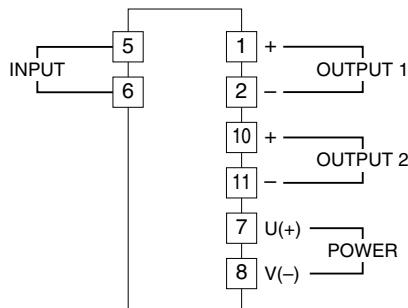 5 1 +
INPUT OUTPUT 1
6 2 –
10 +
OUTPUT 2
11 –
7 U(+)
POWER
8 V(–)